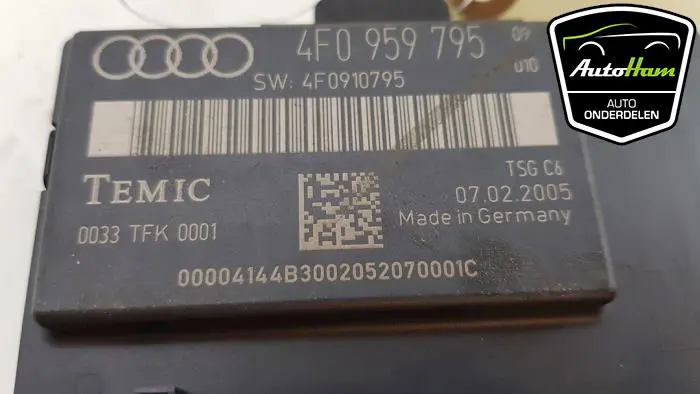 4F0 959 795 09
010
SW: 4F0910795
TEMIC
TSG C6
07.02.2005
Made in Germany
0033 TFK 0001
00004144B3002052070001C
AutoHam
AUTO
ONDERDELEN